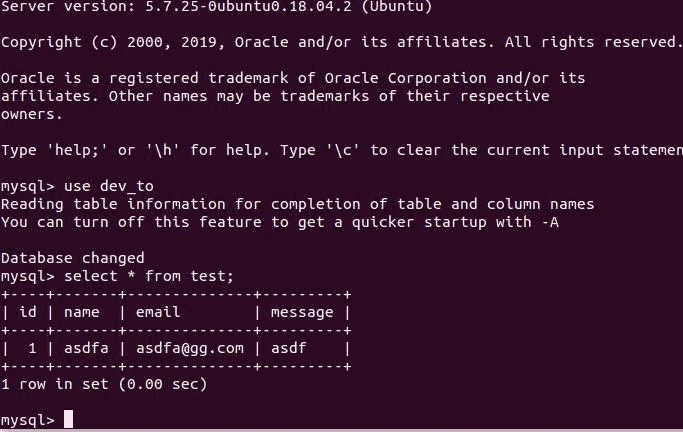 Server version: 5.7.25-0ubuntu0.18.04.2 (Ubuntu)
Copyright (c) 2000, 2019, Oracle and/or its affiliates. All rights reserved.
Oracle is a registered trademark of Oracle Corporation and/or its
affiliates. Other names may be trademarks of their respective
owners.
Type 'help;' or '\h' for help. Type '\c' to clear the current input statemen
mysql> use dev_to
Reading table information for completion of table and column names
You can turn off this feature to get a quicker startup with -A
Database changed
mysql> select * from test;
+----+-------+--------------+---------+
| id | name  | email        | message |
+----+-------+--------------+---------+
|  1 | asdfa | asdfa@gg.com | asdf    |
+----+-------+--------------+---------+
1 row in set (0.00 sec)
mysql>